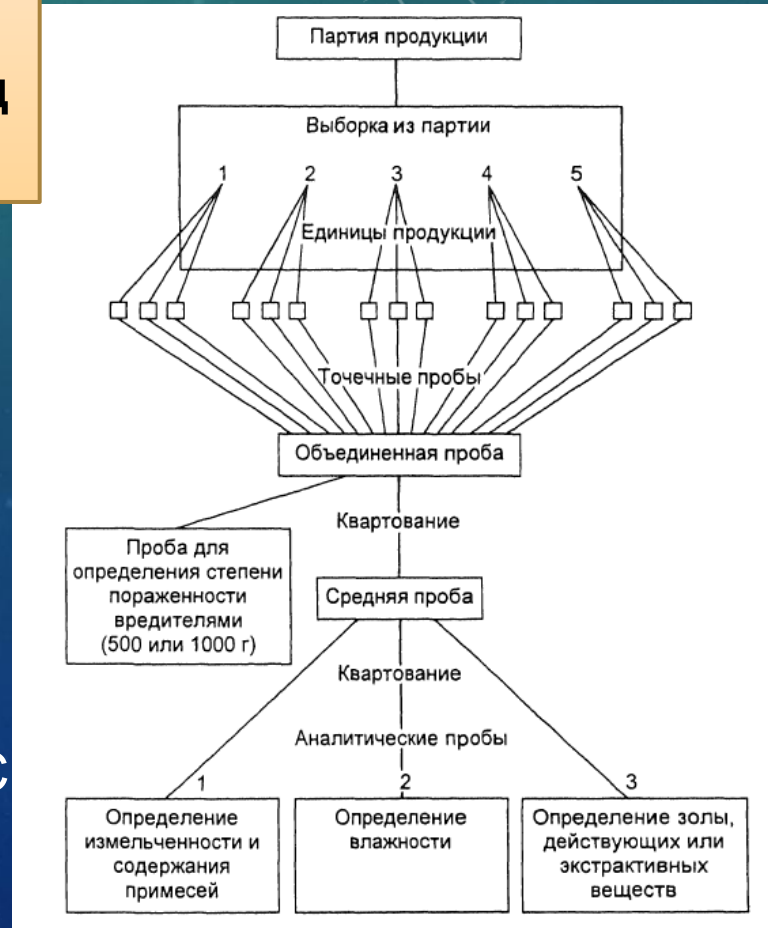 д
Партия продукции
Выборка из партии
1 2 3 4 5
Единицы продукции
Точечные пробы
Объединенная проба
Квартование
Проба для
определения степени
пораженности
вредителями
(500 или 1000 г)
Средняя проба
Квартование
Аналитические пробы
с
1 2 3
Определение
измельченности и
содержания
примесей
Определение
влажности
Определение золы,
действующих или
экстрактивных
веществ